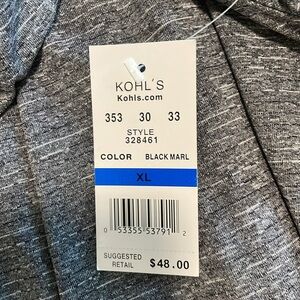 KOHL'S
Kohls.com
353 30 33
STYLE
328461
COLOR BLACK MARL
XL
0 53355 53791 2
SUGGESTED
RETAIL $48.00